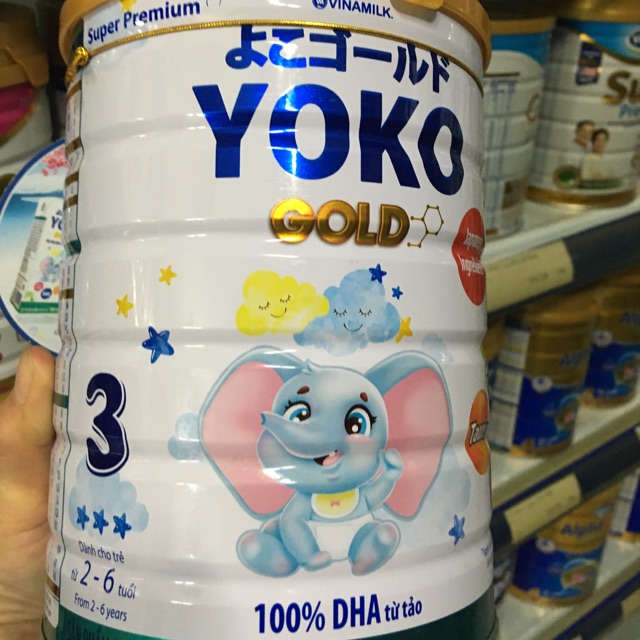 Super Premium
VINAMILK
よこゴールド
YOKO
GOLD
3
Dành cho trẻ
từ 2 - 6 tuổi
From 2 - 6 years
100% DHA từ tảo